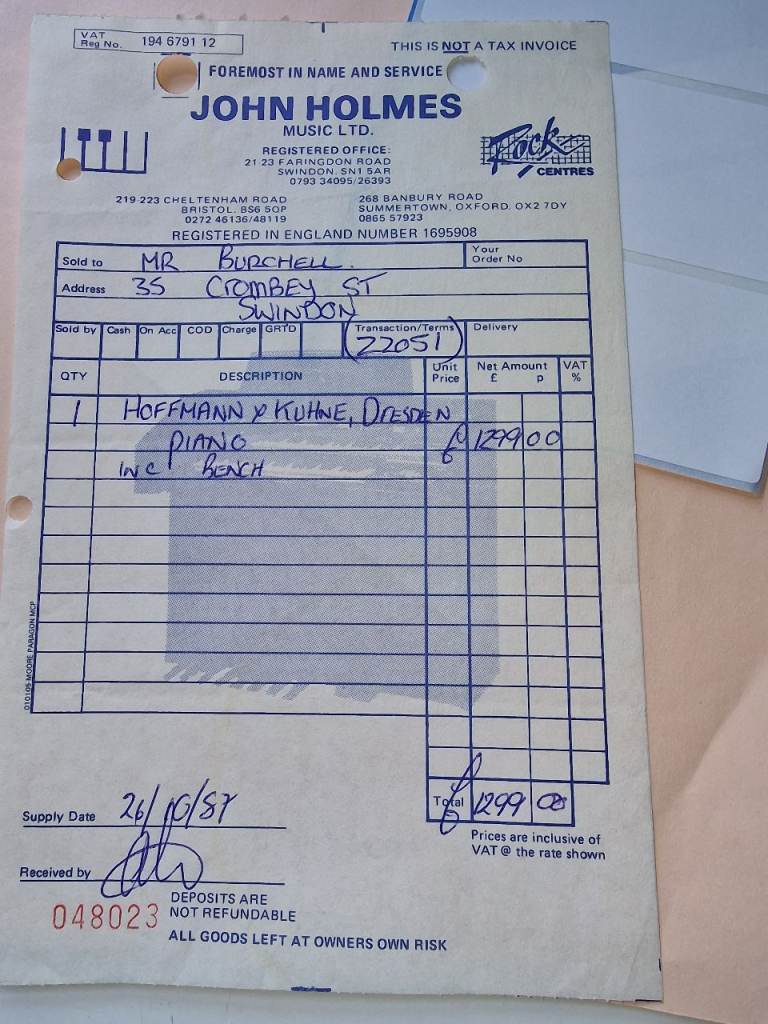 VAT Reg No. 194 6791 12
THIS IS NOT A TAX INVOICE
FOREMOST IN NAME AND SERVICE
JOHN HOLMES
MUSIC LTD.
Rock CENTRES
REGISTERED OFFICE:
21-23 FARINGDON ROAD
SWINDON. SN1 5AR
0793 34095/26393
219-223 CHELTENHAM ROAD
BRISTOL. BS6 5QP
0272 46136/48119
268 BANBURY ROAD
SUMMERTOWN, OXFORD. OX2 7DY
0865 57923
REGISTERED IN ENGLAND NUMBER 1695908
Sold to MR BURCHELL.
Your Order No
Address 35 CROMBEY ST
SWINDON
Sold by Cash On Acc COD Charge GRTD Transaction/Terms Delivery
22051
QTY DESCRIPTION Unit Price Net Amount £ p VAT %
1 HOFFMANN & KUHNE, DRESDEN
PIANO £ 1299 00
INC BENCH
010105-MOORE PARAGON MCP
Total £ 1299 00
Supply Date 26/10/87
Prices are inclusive of
VAT @ the rate shown
Received by
048023
DEPOSITS ARE
NOT REFUNDABLE
ALL GOODS LEFT AT OWNERS OWN RISK